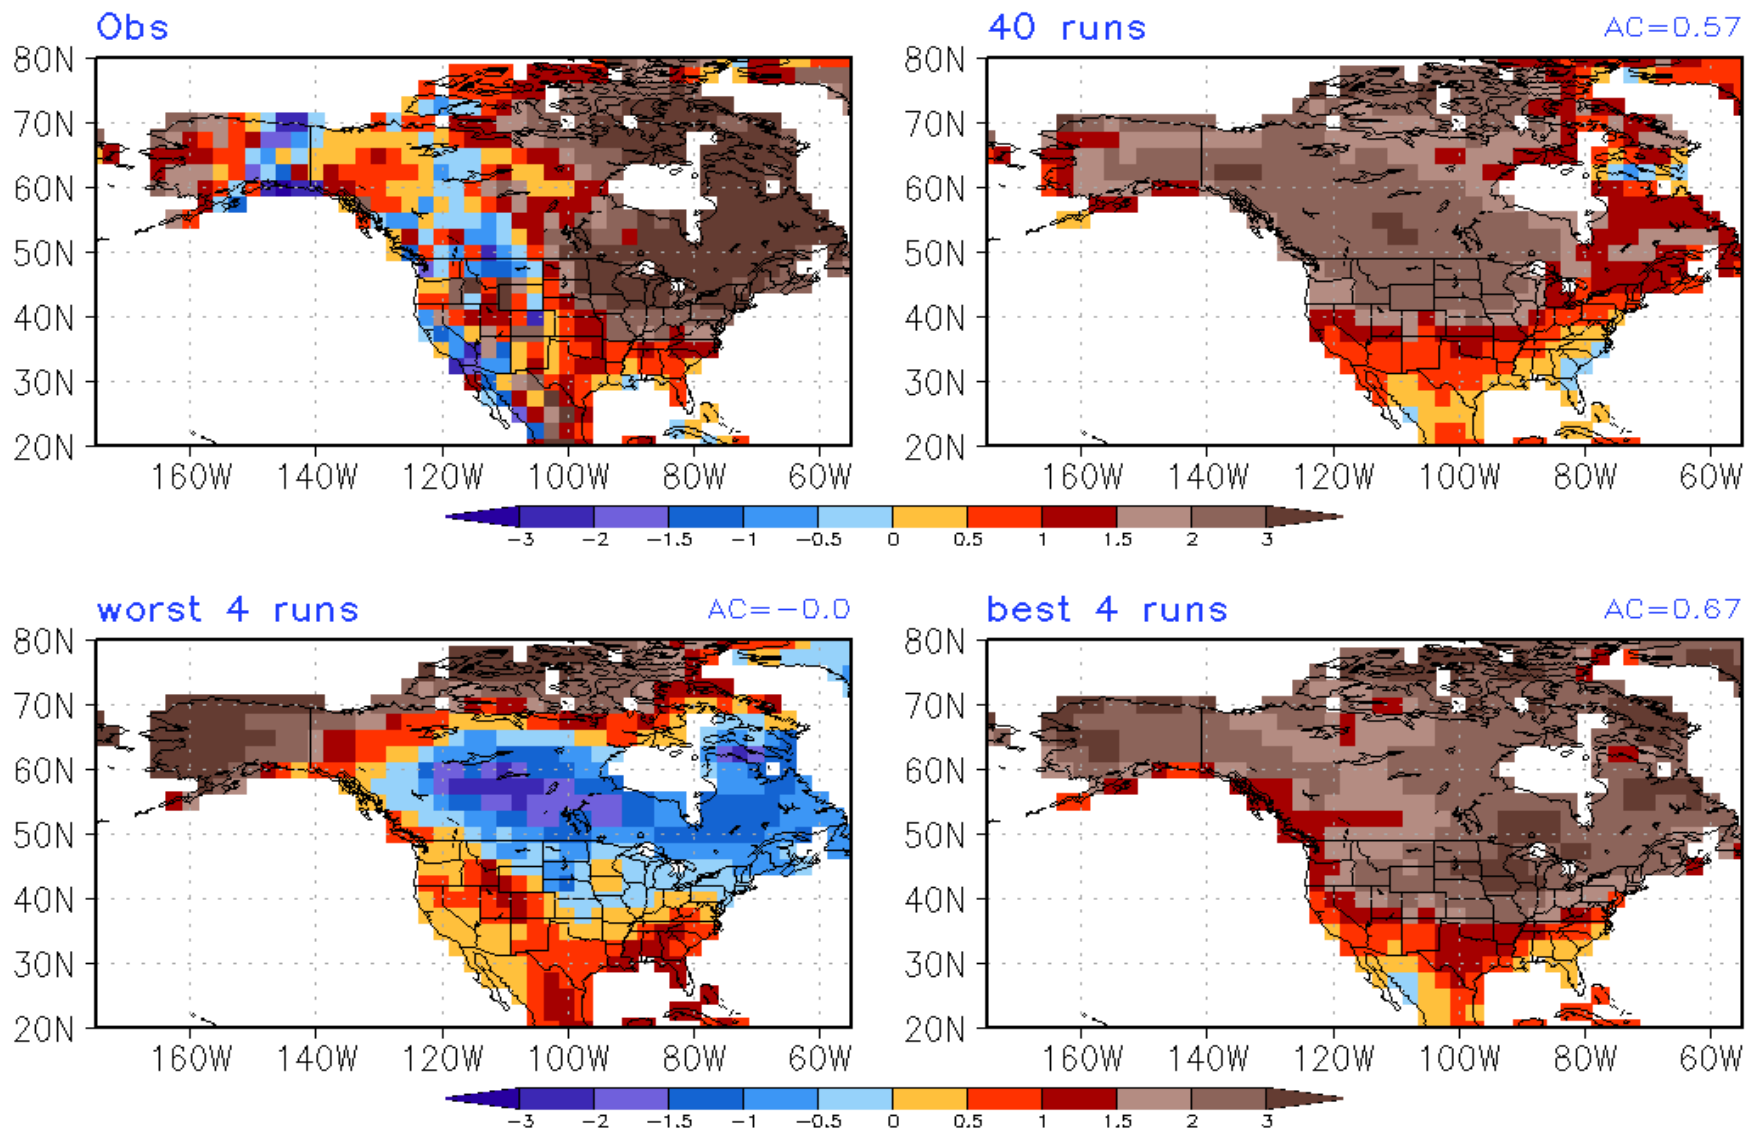 Obs
40 runs AC=0.57
80N 80N
70N 70N
60N 60N
50N 50N
40N 40N
30N 30N
20N 20N
160W 140W 120W 100W 80W 60W 160W 140W 120W 100W 80W 60W
-3 -2 -1.5 -1 -0.5 0 0.5 1 1.5 2 3
worst 4 runs AC=-0.0
best 4 runs AC=0.67
80N 80N
70N 70N
60N 60N
50N 50N
40N 40N
30N 30N
20N 20N
160W 140W 120W 100W 80W 60W 160W 140W 120W 100W 80W 60W
-3 -2 -1.5 -1 -0.5 0 0.5 1 1.5 2 3